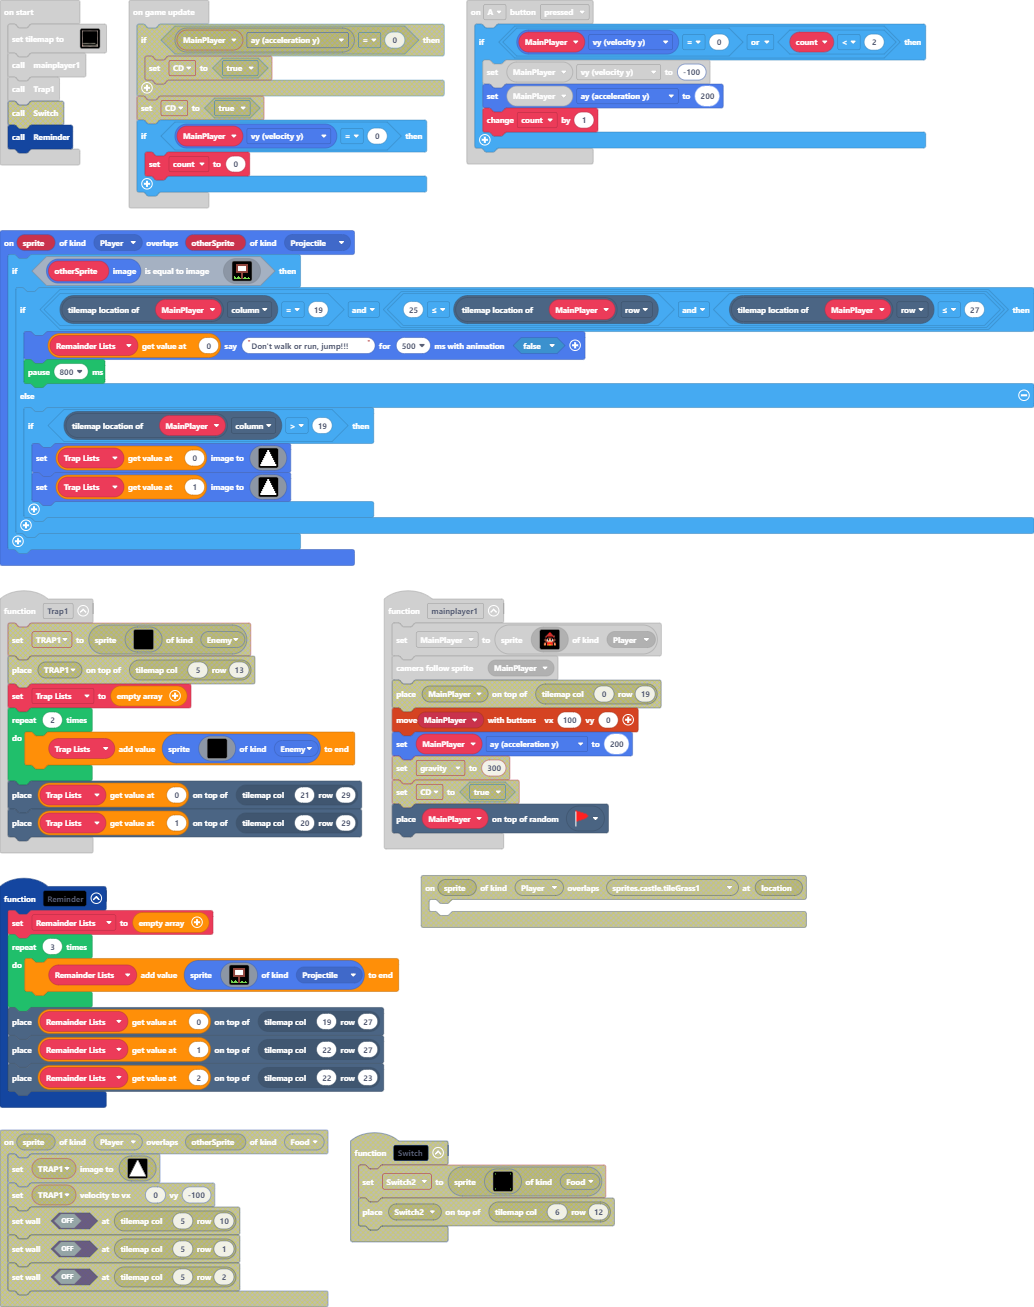 on start
set tilemap to
call mainplayer1
call Trap1
call Switch
call Reminder
on game update
if MainPlayer ay (acceleration y) = 0 then
set CD to true
set CD to true
if MainPlayer vy (velocity y) = 0 then
set count to 0
on A button pressed
if MainPlayer vy (velocity y) = 0 or count < 2 then
set MainPlayer vy (velocity y) to -100
set MainPlayer ay (acceleration y) to 200
change count by 1
on sprite of kind Player overlaps otherSprite of kind Projectile
if otherSprite image is equal to image then
if tilemap location of MainPlayer column = 19 and 25 ≤ tilemap location of MainPlayer row and tilemap location of MainPlayer row ≤ 27 then
Remainder Lists get value at 0 say "Don't walk or run, jump!!!" for 500 ms with animation false
pause 800 ms
else
if tilemap location of MainPlayer column > 19 then
set Trap Lists get value at 0 image to
set Trap Lists get value at 1 image to
function Trap1
set TRAP1 to sprite of kind Enemy
place TRAP1 on top of tilemap col 5 row 13
set Trap Lists to empty array
repeat 2 times
do Trap Lists add value sprite of kind Enemy to end
place Trap Lists get value at 0 on top of tilemap col 21 row 29
place Trap Lists get value at 1 on top of tilemap col 20 row 29
function mainplayer1
set MainPlayer to sprite of kind Player
camera follow sprite MainPlayer
place MainPlayer on top of tilemap col 0 row 19
move MainPlayer with buttons vx 100 vy 0
set MainPlayer ay (acceleration y) to 200
set gravity to 300
set CD to true
place MainPlayer on top of random
function Reminder
set Remainder Lists to empty array
repeat 3 times
do Remainder Lists add value sprite of kind Projectile to end
place Remainder Lists get value at 0 on top of tilemap col 19 row 27
place Remainder Lists get value at 1 on top of tilemap col 22 row 27
place Remainder Lists get value at 2 on top of tilemap col 22 row 23
on sprite of kind Player overlaps sprites.castle.tileGrass1 at location
on sprite of kind Player overlaps otherSprite of kind Food
set TRAP1 image to
set TRAP1 velocity to vx 0 vy -100
set wall OFF at tilemap col 5 row 10
set wall OFF at tilemap col 5 row 1
set wall OFF at tilemap col 5 row 2
function Switch
set Switch2 to sprite of kind Food
place Switch2 on top of tilemap col 6 row 12